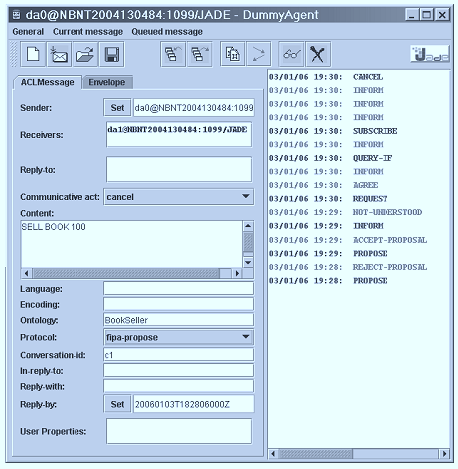 da0@NBNT2004130484:1099/JADE - DummyAgent
General Current message Queued message
Jade
ACLMessage Envelope
Sender: Set da0@NBNT2004130484:1099
Receivers: da1@NBNT2004130484:1099/JADE
Reply-to:
Communicative act: cancel
Content:
SELL BOOK 100
Language:
Encoding:
Ontology: BookSeller
Protocol: fipa-propose
Conversation-id: c1
In-reply-to:
Reply-with:
Reply-by: Set 20060103T182806000Z
User Properties:
03/01/06 19:30: CANCEL
03/01/06 19:30: INFORM
03/01/06 19:30: INFORM
03/01/06 19:30: INFORM
03/01/06 19:30: SUBSCRIBE
03/01/06 19:30: INFORM
03/01/06 19:30: QUERY-IF
03/01/06 19:30: INFORM
03/01/06 19:30: AGREE
03/01/06 19:30: REQUEST
03/01/06 19:29: NOT-UNDERSTOOD
03/01/06 19:29: INFORM
03/01/06 19:29: ACCEPT-PROPOSAL
03/01/06 19:29: PROPOSE
03/01/06 19:28: REJECT-PROPOSAL
03/01/06 19:28: PROPOSE